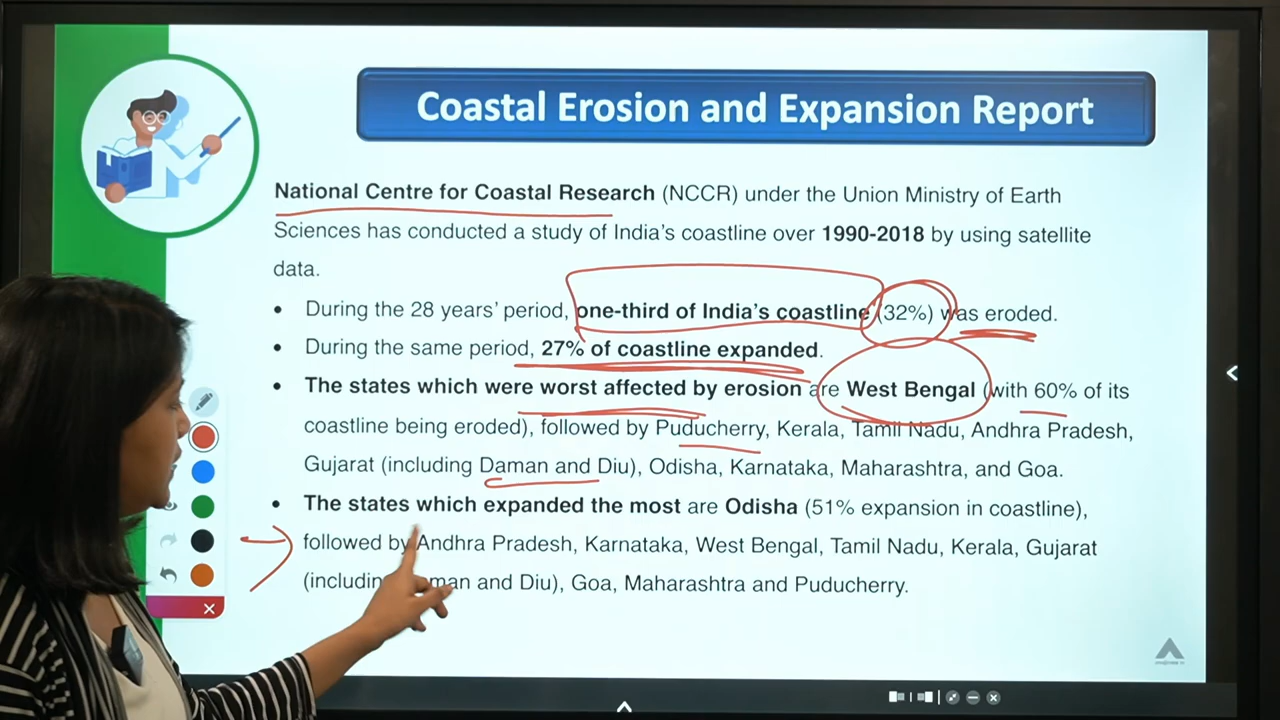 Coastal Erosion and Expansion Report
National Centre for Coastal Research (NCCR) under the Union Ministry of Earth
Sciences has conducted a study of India's coastline over 1990-2018 by using satellite
data.
• During the 28 years' period, one-third of India's coastline (32%) was eroded.
• During the same period, 27% of coastline expanded.
• The states which were worst affected by erosion are West Bengal (with 60% of its
coastline being eroded), followed by Puducherry, Kerala, Tamil Nadu, Andhra Pradesh,
Gujarat (including Daman and Diu), Odisha, Karnataka, Maharashtra, and Goa.
• The states which expanded the most are Odisha (51% expansion in coastline),
followed by Andhra Pradesh, Karnataka, West Bengal, Tamil Nadu, Kerala, Gujarat
and Diu), Goa, Maharashtra and Puducherry.